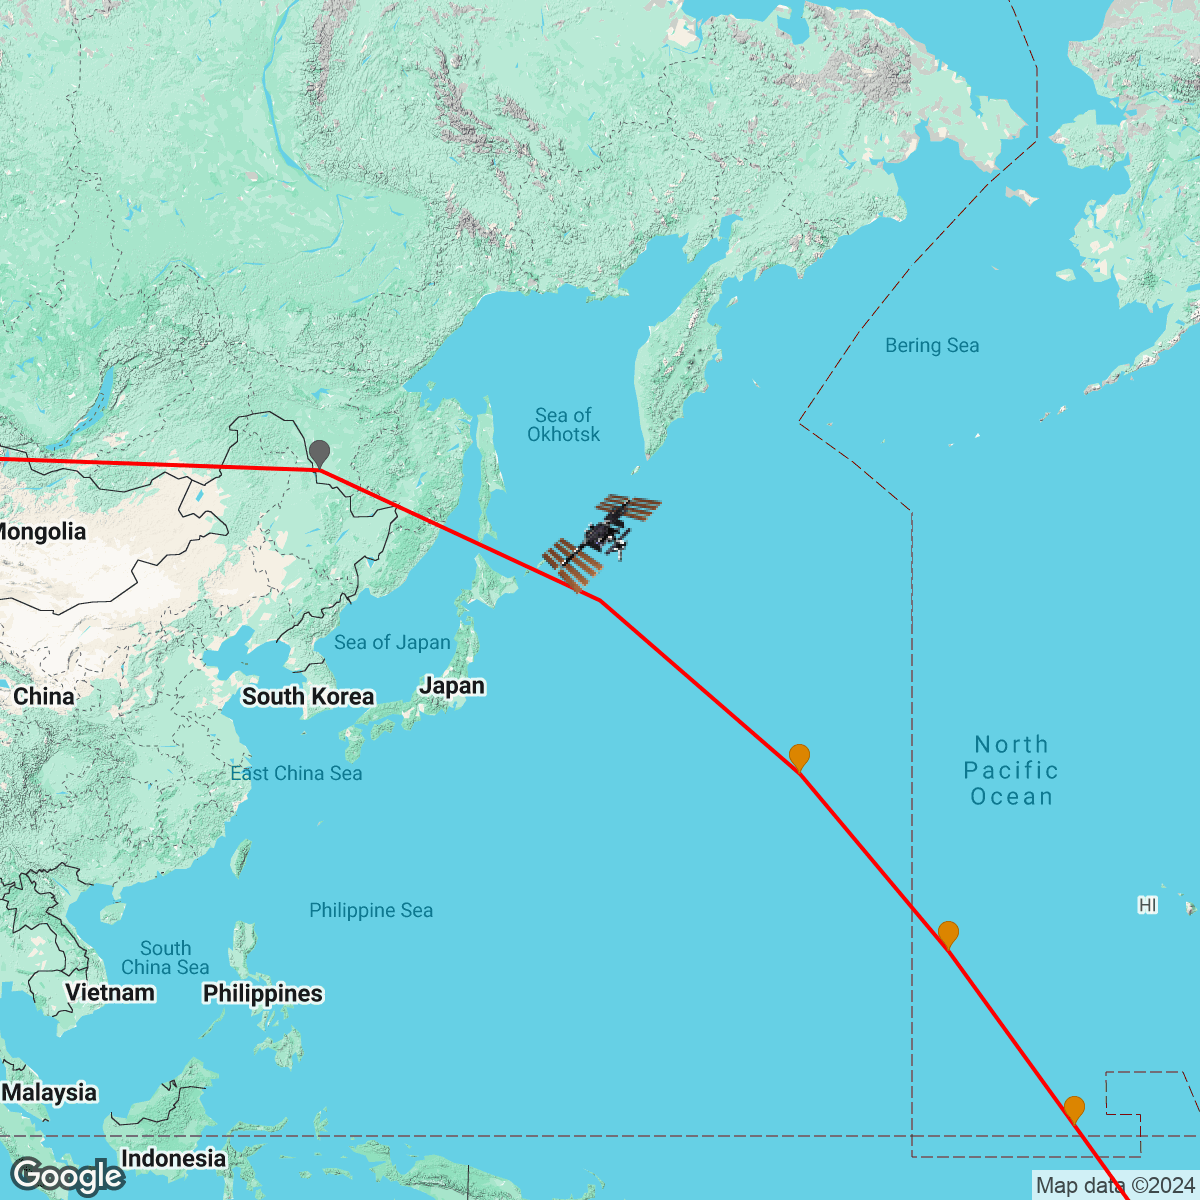 Bering Sea
Sea of
Okhotsk
Mongolia
Sea of Japan
China
South Korea
Japan
North
Pacific
Ocean
East China Sea
HI
Philippine Sea
South
China Sea
Vietnam
Philippines
Malaysia
Indonesia
Google
Map data ©2024